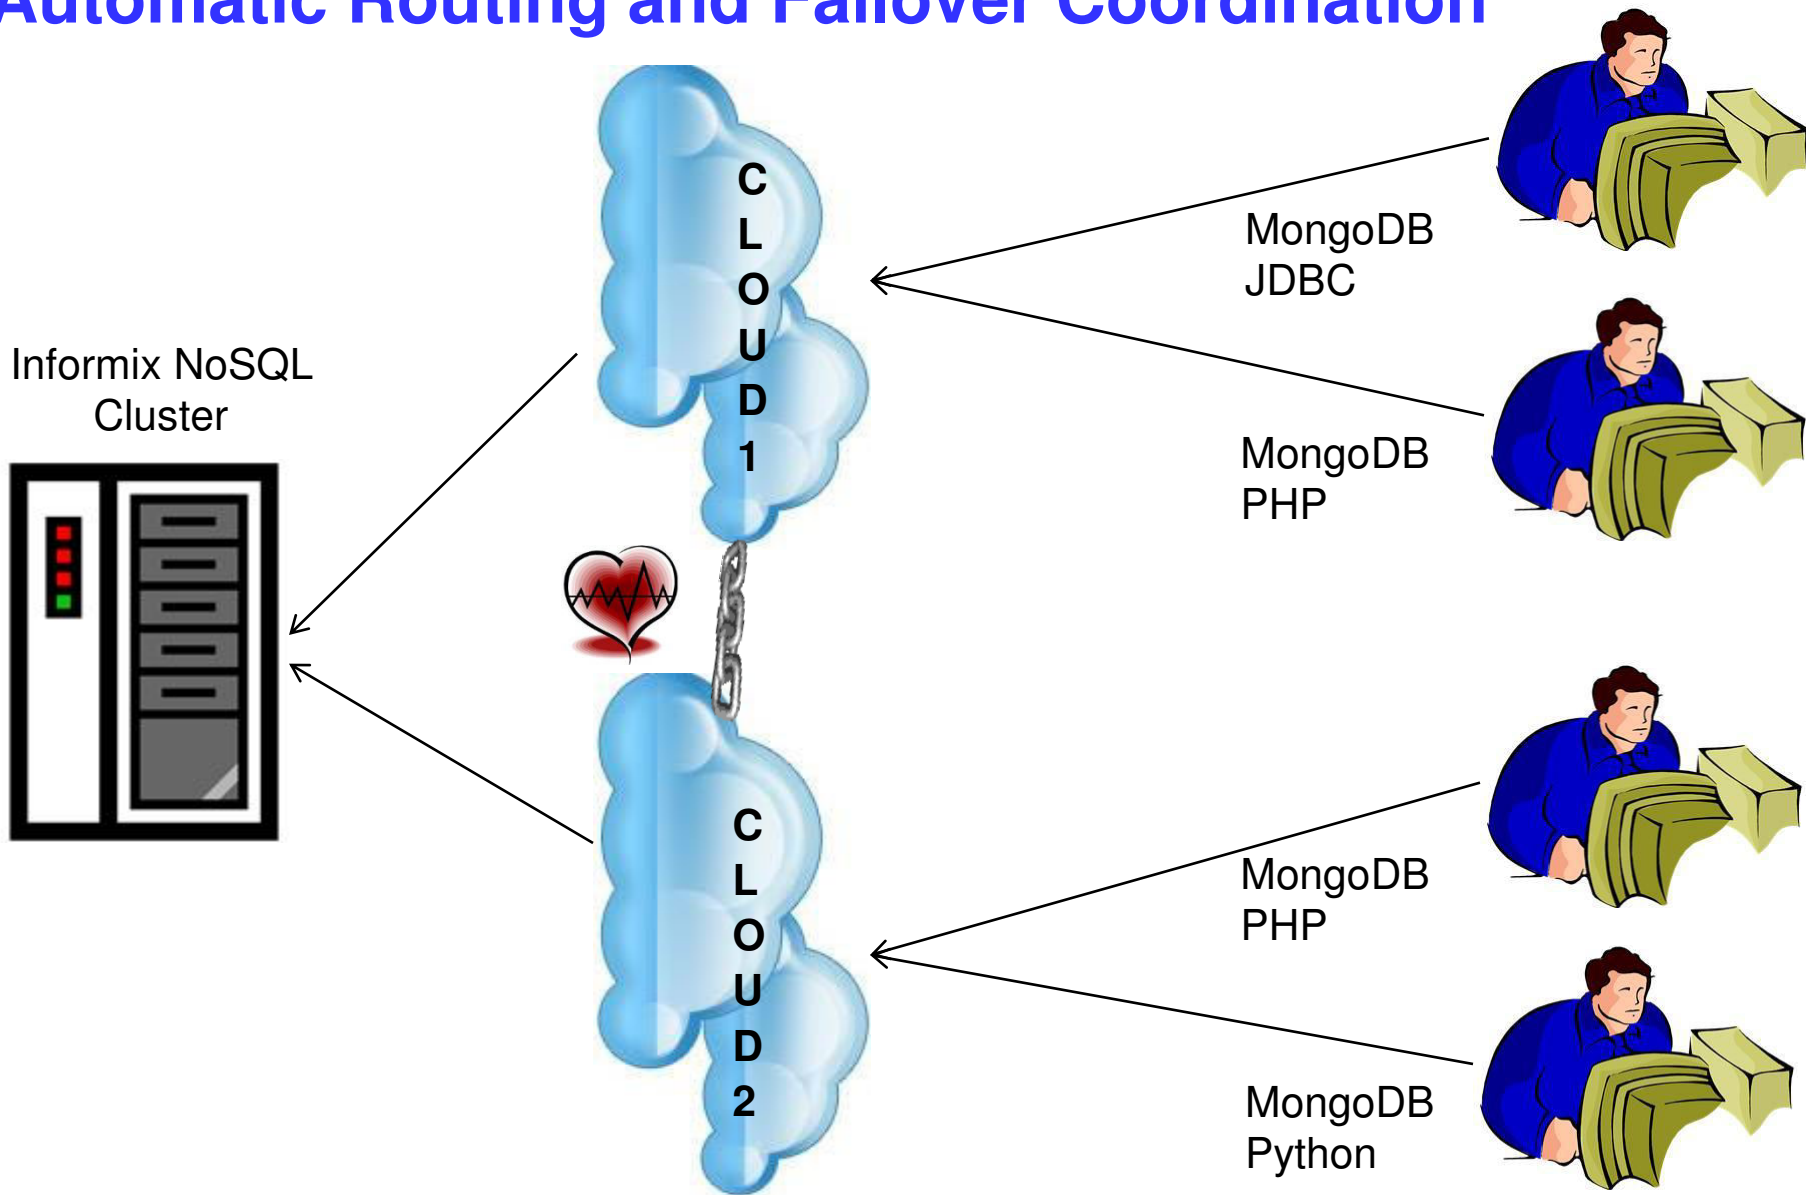 Automatic Routing and Failover Coordination
C
L
O
U
D
1
MongoDB
JDBC
Informix NoSQL
Cluster
MongoDB
PHP
C
L
O
U
D
2
MongoDB
PHP
MongoDB
Python